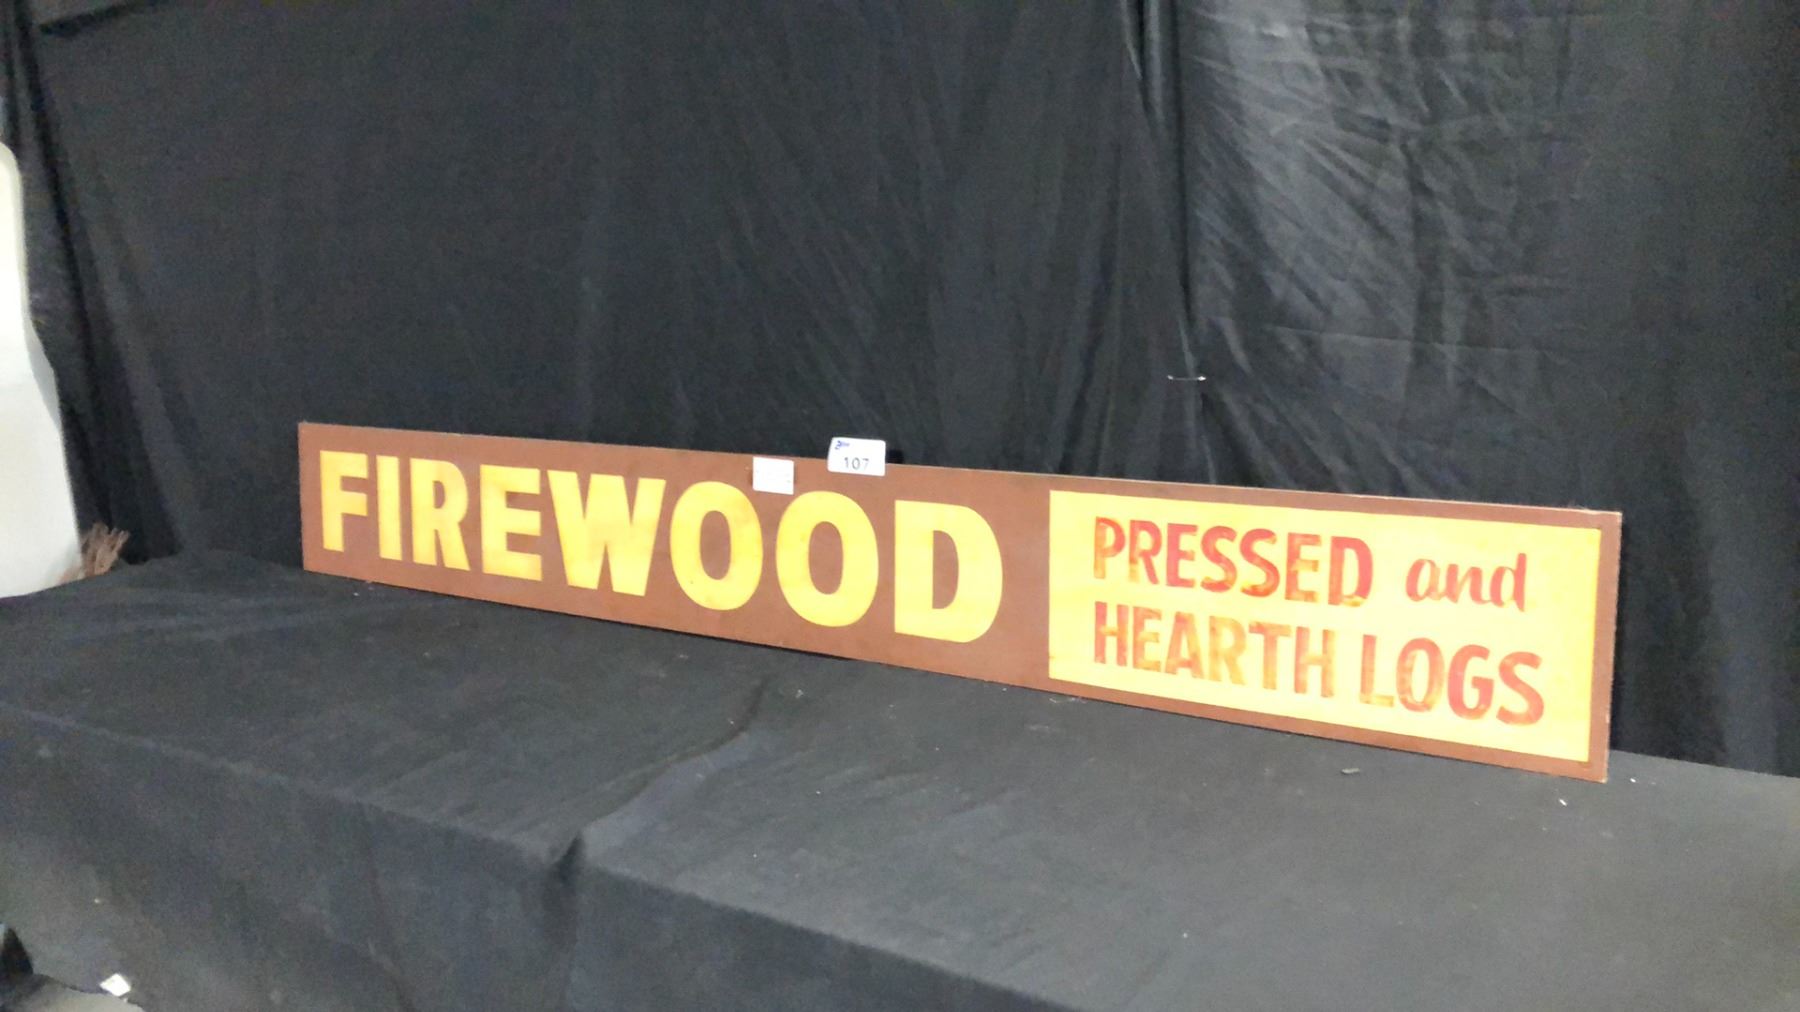 FIREWOOD
PRESSED and
HEARTH LOGS
107